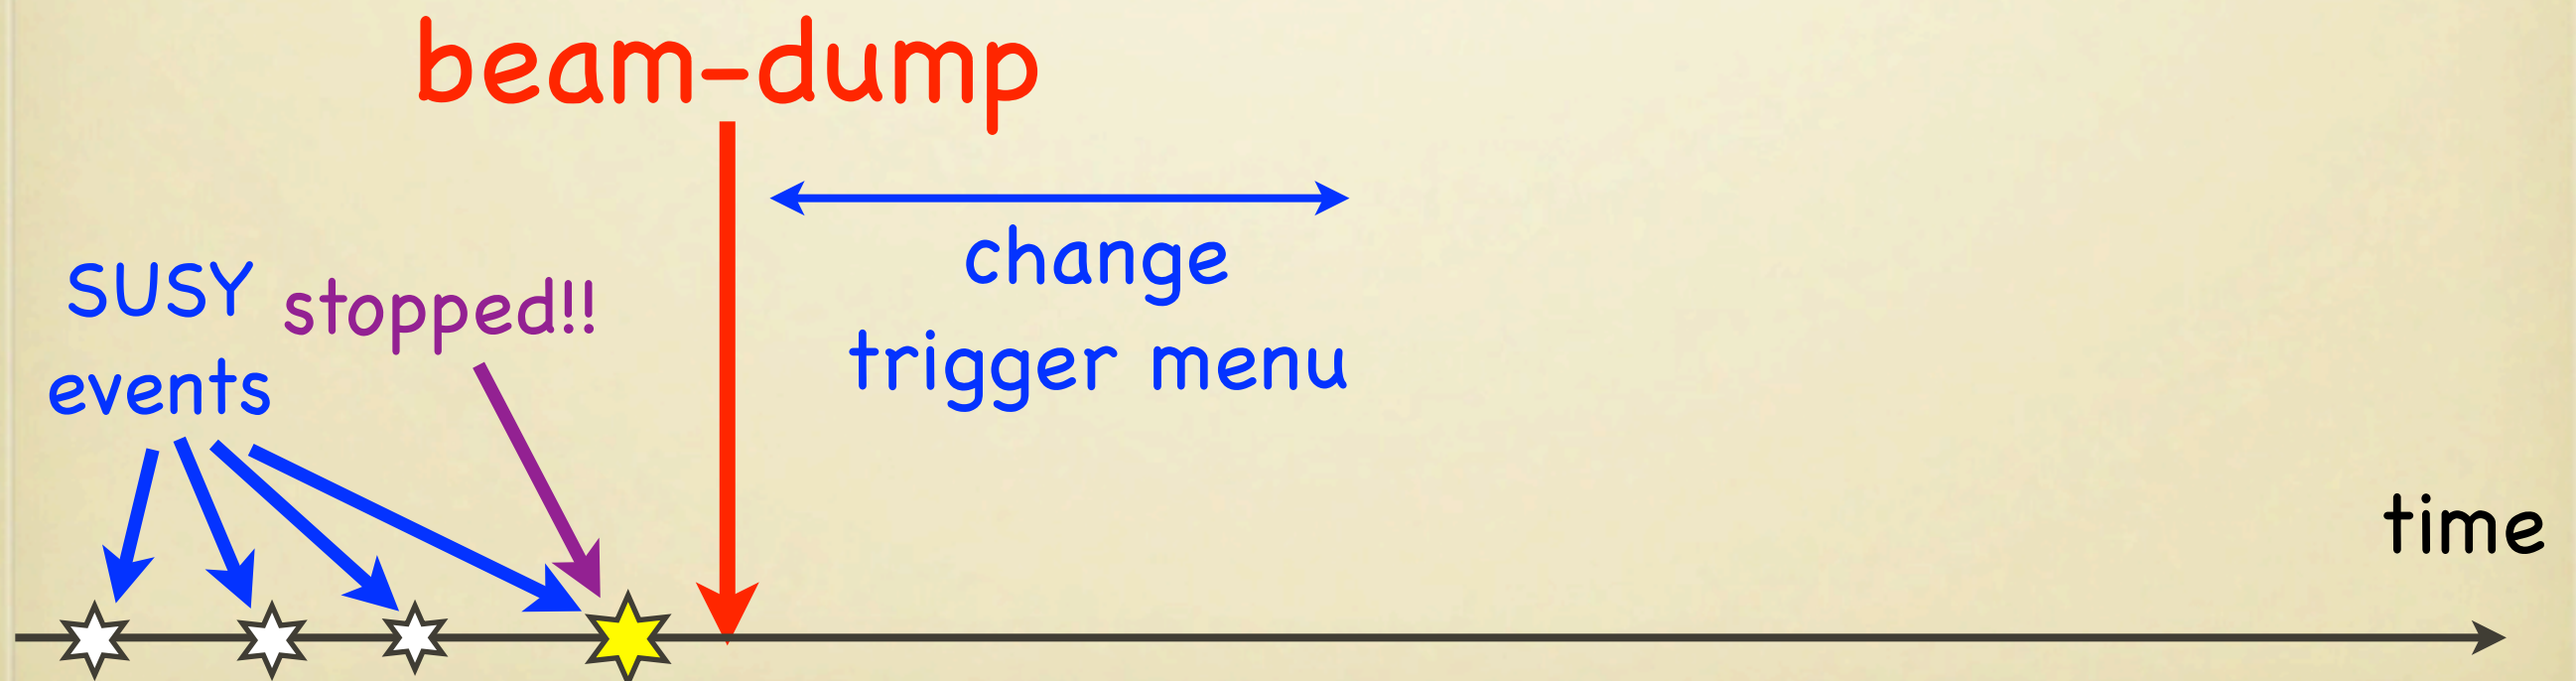 beam-dump
change
trigger menu
SUSY
events
stopped!!
time